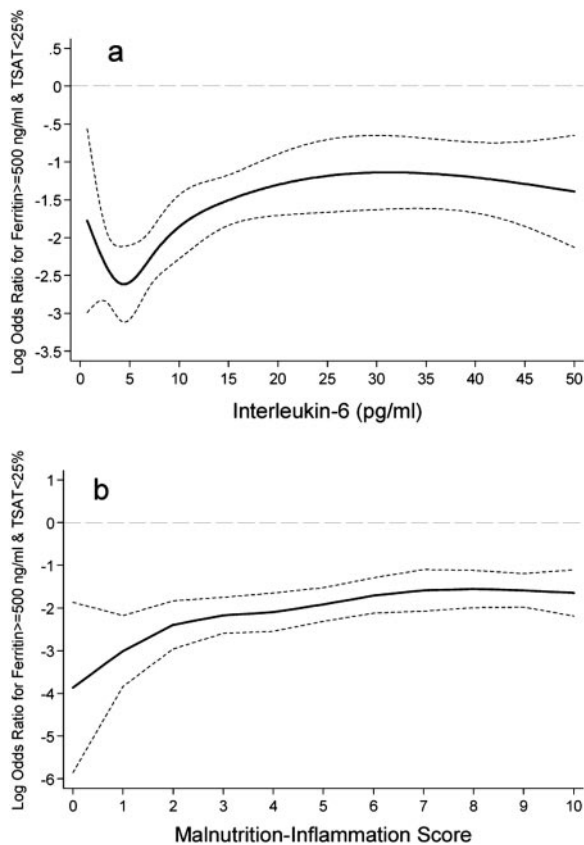 a
Log Odds Ratio for Ferritin>=500 ng/ml & TSAT<25%
.5
0
-.5
-1
-1.5
-2
-2.5
-3
-3.5
0 5 10 15 20 25 30 35 40 45 50
Interleukin-6 (pg/ml)
b
Log Odds Ratio for Ferritin>=500 ng/ml & TSAT<25%
1
0
-1
-2
-3
-4
-5
-6
0 1 2 3 4 5 6 7 8 9 10
Malnutrition-Inflammation Score